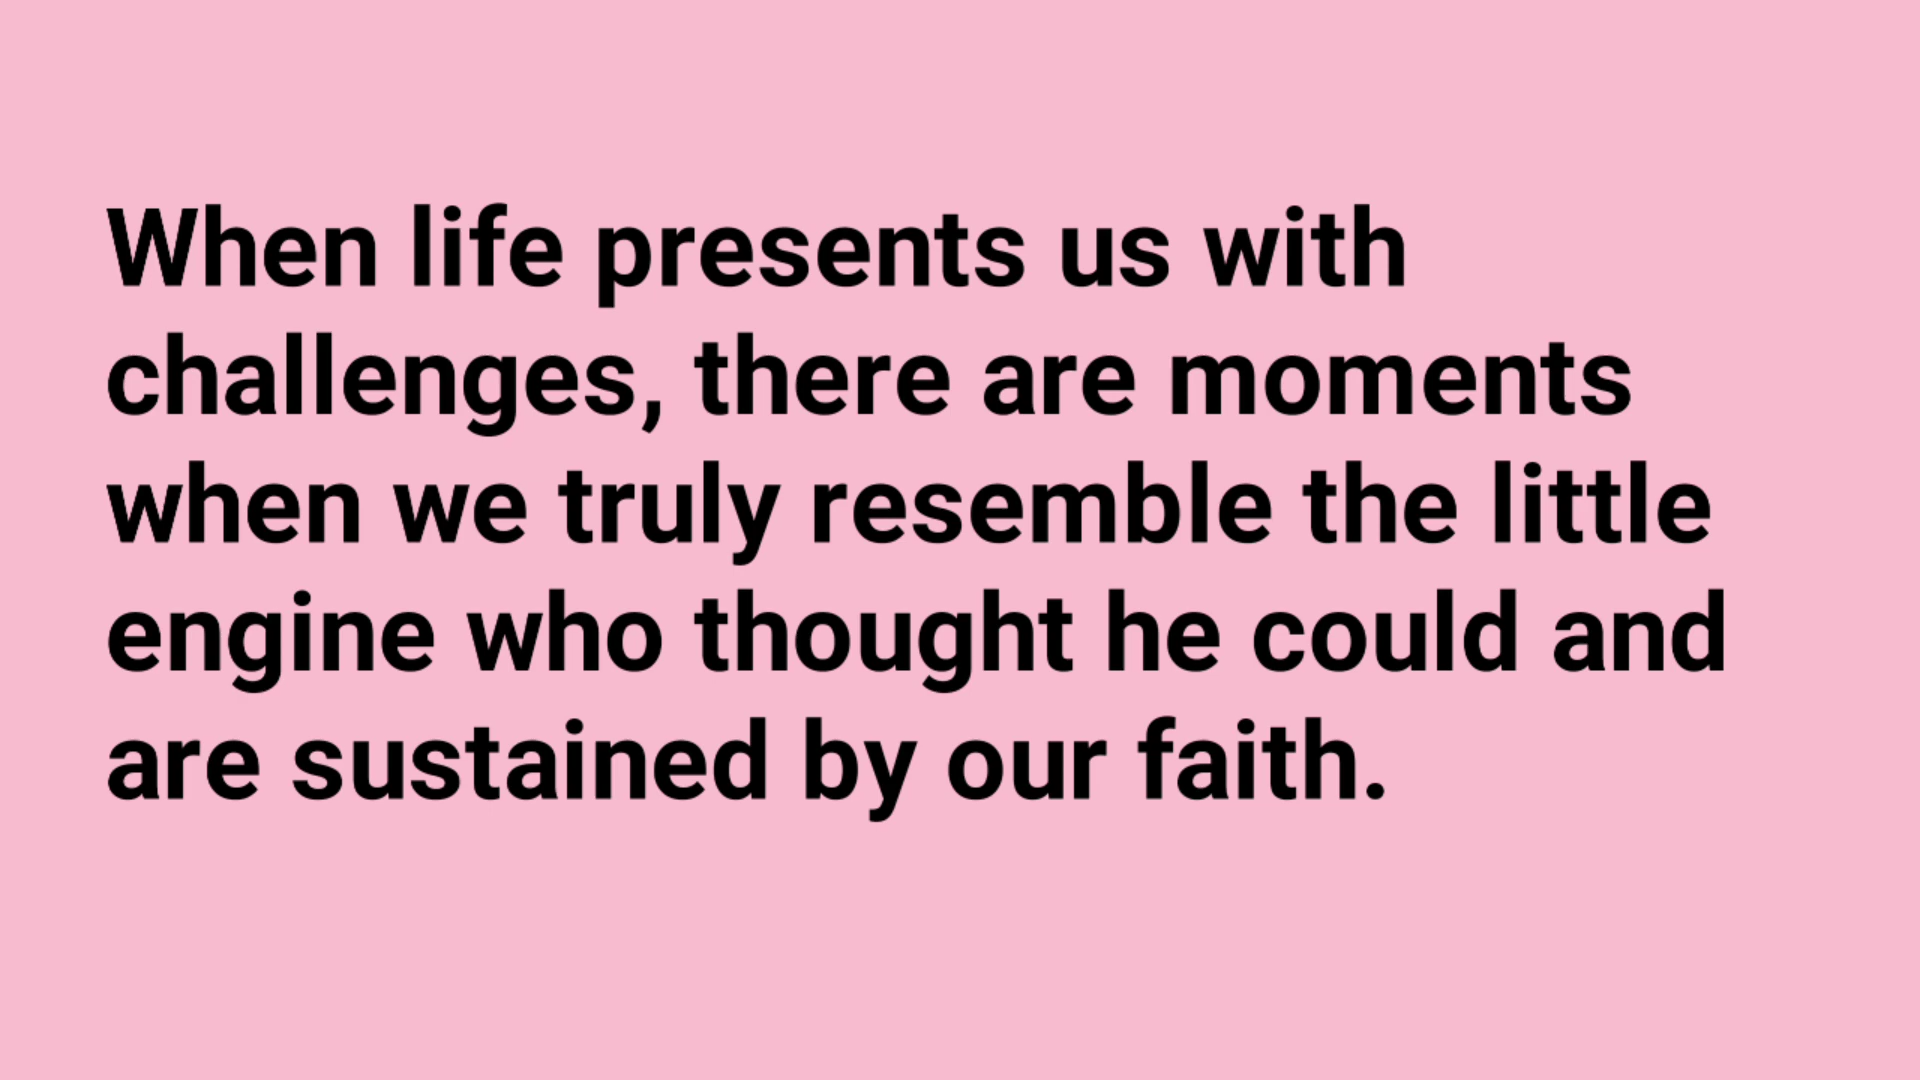 When life presents us with
challenges, there are moments
when we truly resemble the little
engine who thought he could and
are sustained by our faith.